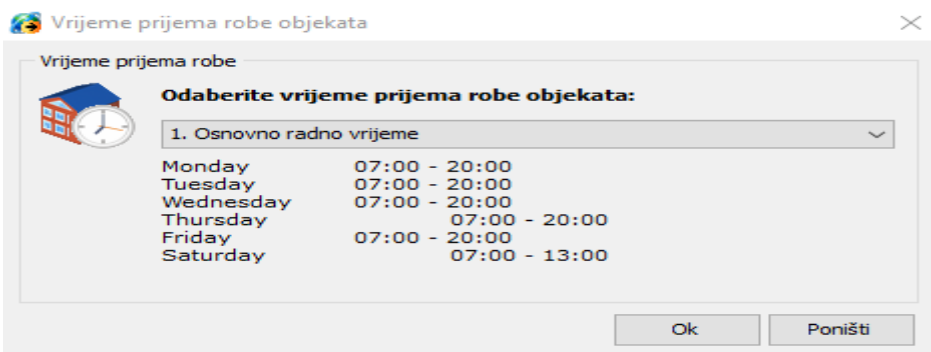 Vrijeme prijema robe objekata
Vrijeme prijema robe
Odaberite vrijeme prijema robe objekata:
1. Osnovno radno vrijeme
Monday 07:00 - 20:00
Tuesday 07:00 - 20:00
Wednesday 07:00 - 20:00
Thursday 07:00 - 20:00
Friday 07:00 - 20:00
Saturday 07:00 - 13:00
Ok Poništi